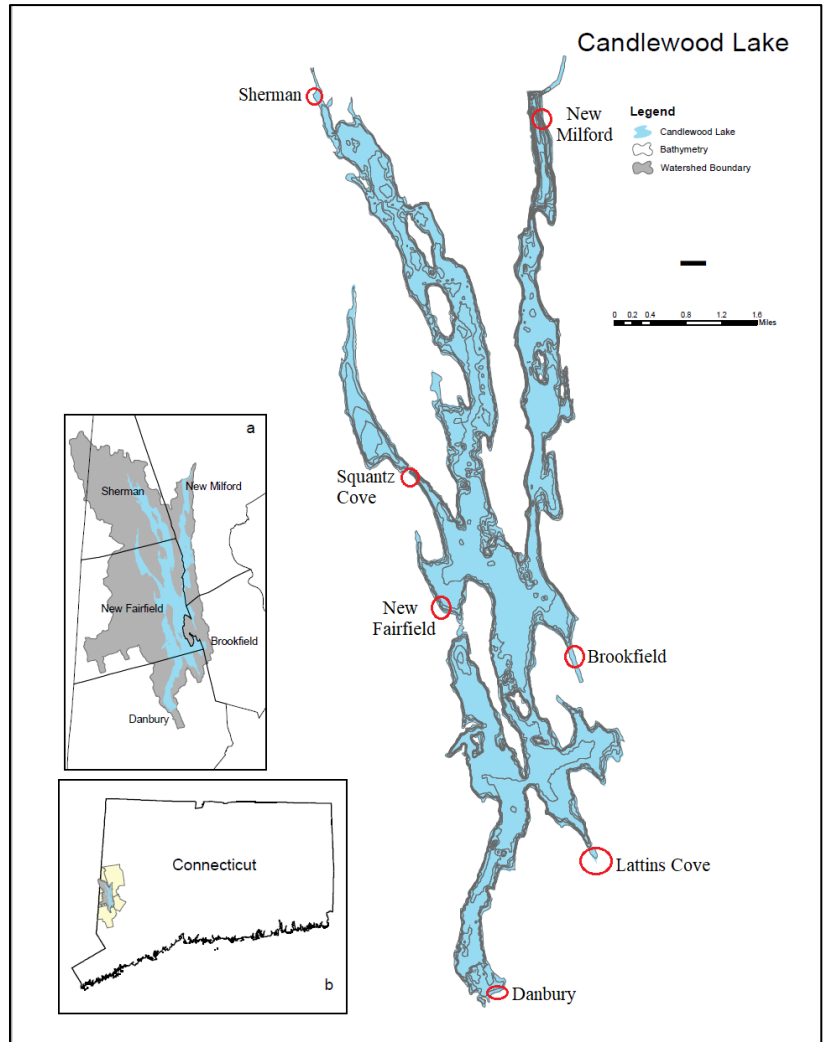 Candlewood Lake
Sherman
New
Milford
Legend
Candlewood Lake
Bathymetry
Watershed Boundary
0 0.2 0.4 0.8 1.2 1.6
Miles
a
Sherman
New Milford
New Fairfield
Brookfield
Danbury
Squantz
Cove
New
Fairfield
Brookfield
Connecticut
b
Lattins Cove
Danbury